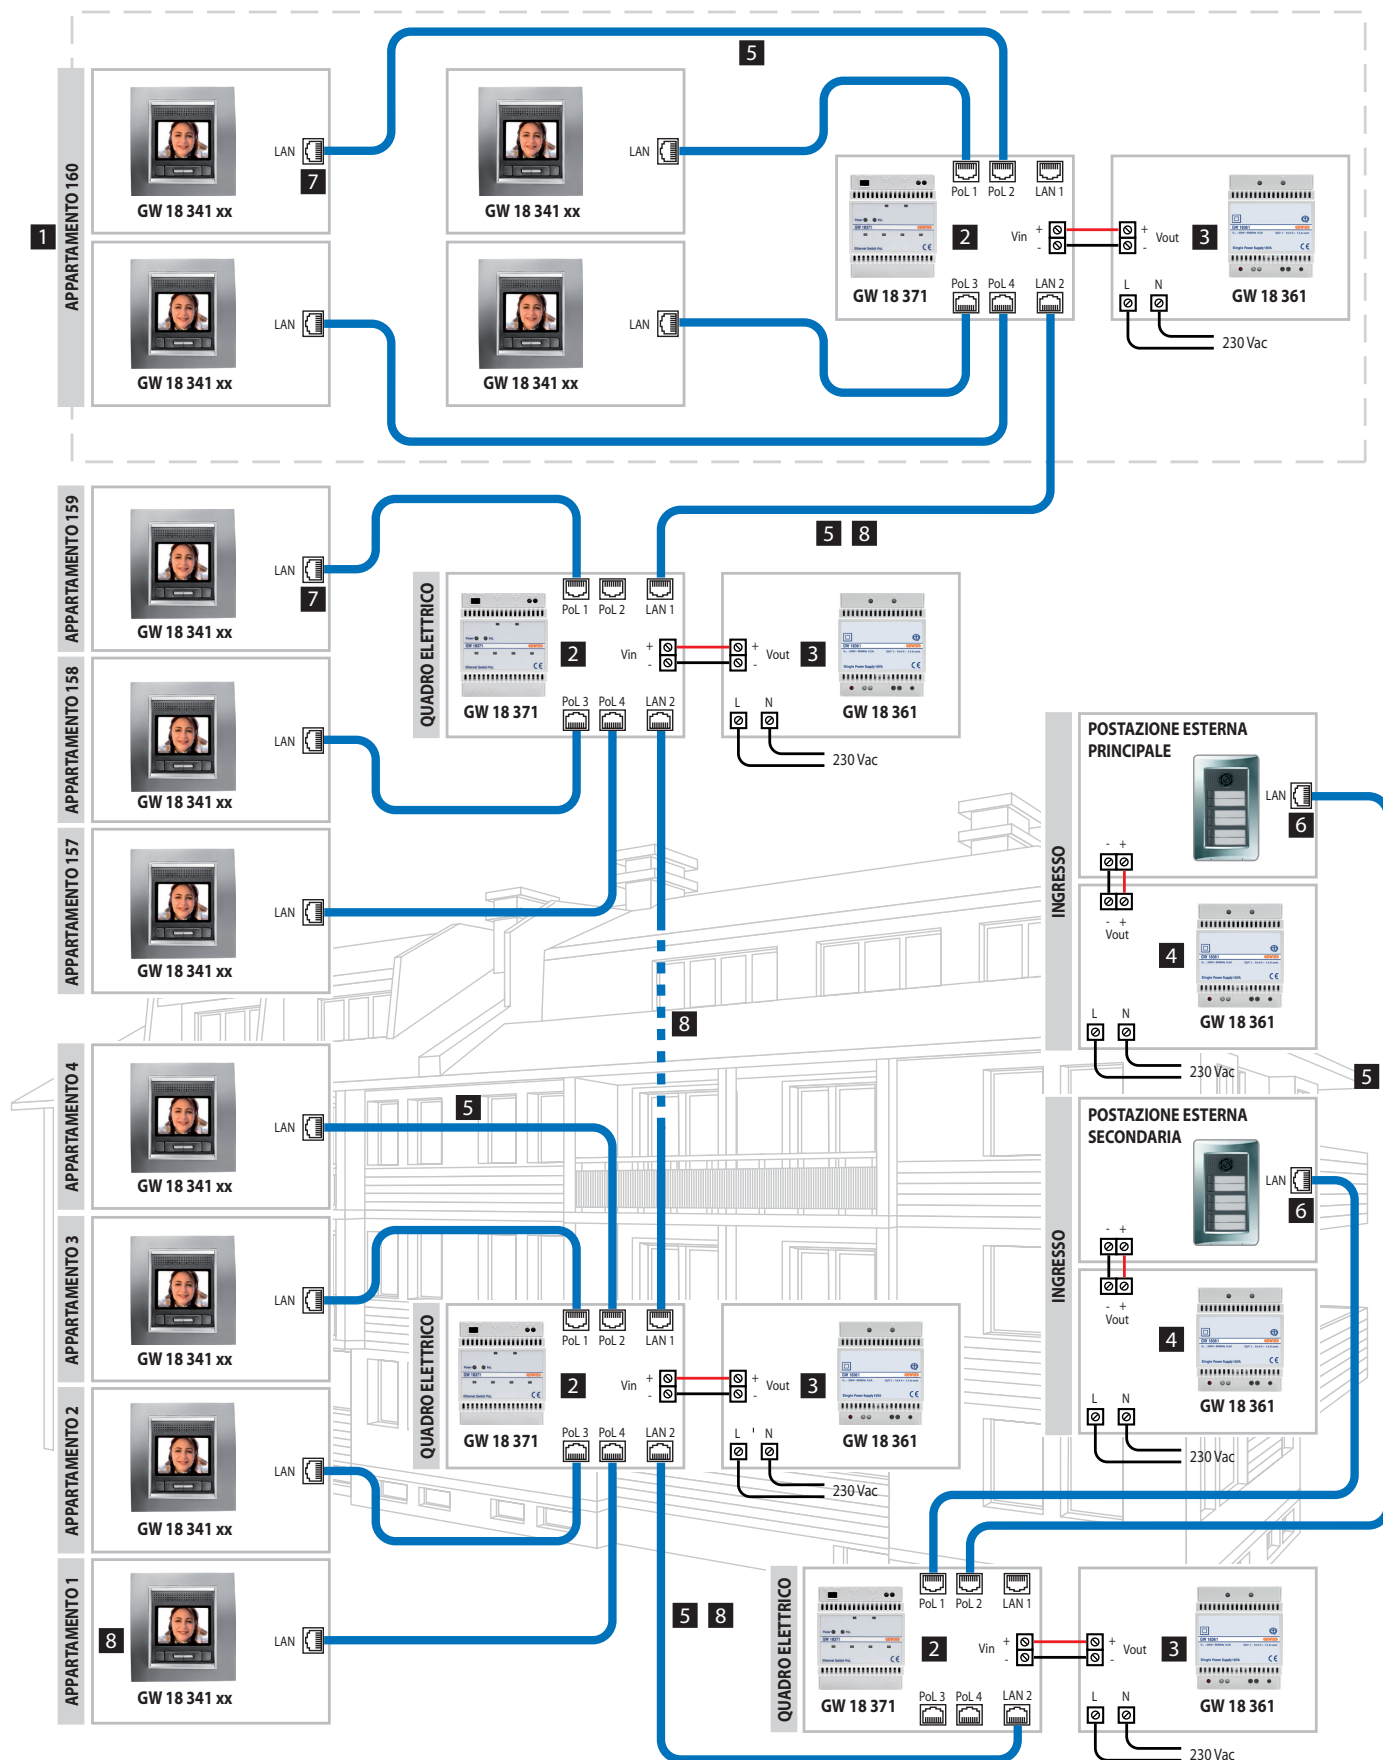 5
APPARTAMENTO 160
1
LAN
7
GW 18 341 xx
LAN
GW 18 341 xx
LAN
GW 18 341 xx
LAN
GW 18 341 xx
PoL 1 PoL 2 LAN 1
2
Vin + -
PoL 3 PoL 4 LAN 2
GW 18 371
+ - Vout
3
L N
GW 18 361
230 Vac
5 8
APPARTAMENTO 159
LAN
7
GW 18 341 xx
APPARTAMENTO 158
LAN
GW 18 341 xx
APPARTAMENTO 157
LAN
GW 18 341 xx
QUADRO ELETTRICO
PoL 1 PoL 2 LAN 1
2
Vin + -
PoL 3 PoL 4 LAN 2
GW 18 371
+ - Vout
3
L N
GW 18 361
230 Vac
8
INGRESSO
POSTAZIONE ESTERNA
PRINCIPALE
LAN
6
- +
- +
Vout
4
GW 18 361
L N
230 Vac
5
INGRESSO
POSTAZIONE ESTERNA
SECONDARIA
LAN
6
- +
- +
Vout
4
GW 18 361
L N
230 Vac
APPARTAMENTO 4
LAN
5
GW 18 341 xx
APPARTAMENTO 3
LAN
GW 18 341 xx
APPARTAMENTO 2
LAN
GW 18 341 xx
APPARTAMENTO 1
8
LAN
GW 18 341 xx
QUADRO ELETTRICO
PoL 1 PoL 2 LAN 1
2
Vin + -
PoL 3 PoL 4 LAN 2
GW 18 371
+ - Vout
3
L N
GW 18 361
230 Vac
5 8
QUADRO ELETTRICO
PoL 1 PoL 2 LAN 1
2
Vin + -
PoL 3 PoL 4 LAN 2
GW 18 371
+ - Vout
3
L N
GW 18 361
230 Vac